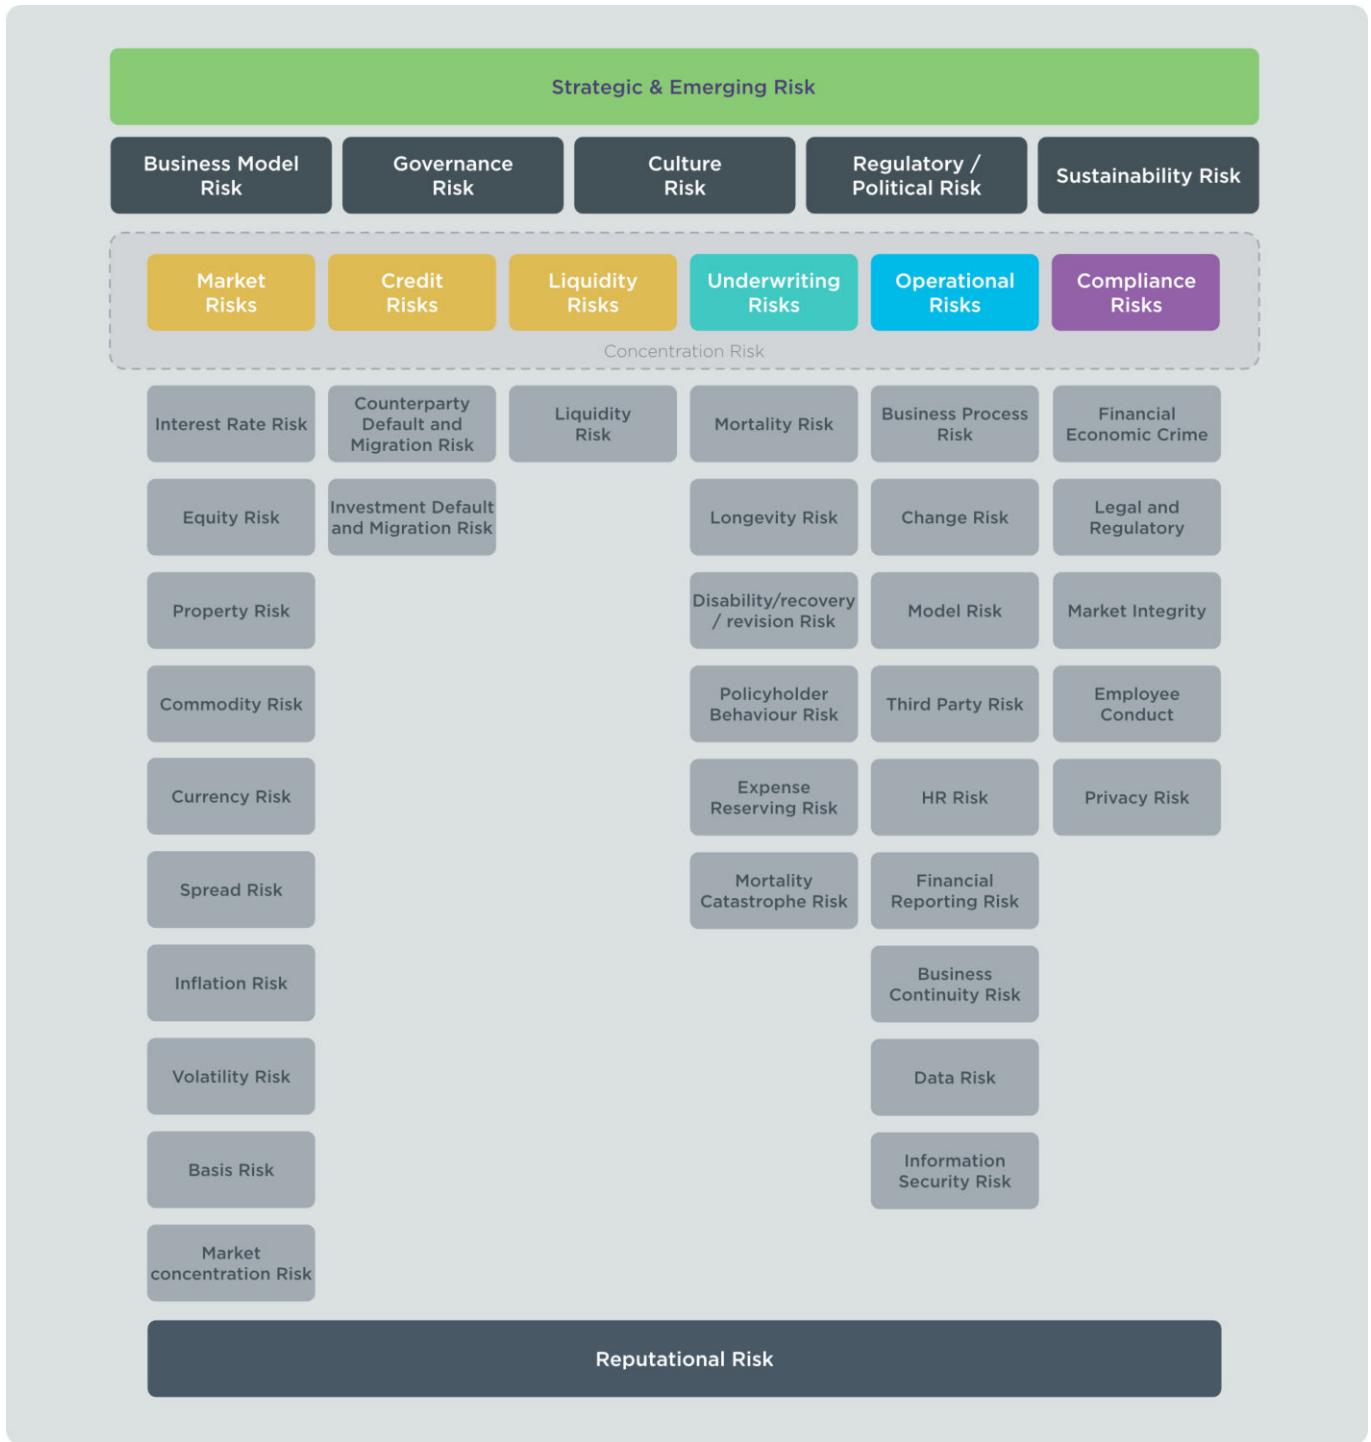 Strategic & Emerging Risk
Business Model
Risk
Governance
Risk
Culture
Risk
Regulatory /
Political Risk
Sustainability Risk
Market
Risks
Credit
Risks
Liquidity
Risks
Underwriting
Risks
Operational
Risks
Compliance
Risks
Concentration Risk
Interest Rate Risk
Counterparty
Default and
Migration Risk
Liquidity
Risk
Mortality Risk
Business Process
Risk
Financial
Economic Crime
Equity Risk
Investment Default
and Migration Risk
Longevity Risk
Change Risk
Legal and
Regulatory
Property Risk
Disability/recovery
/ revision Risk
Model Risk
Market Integrity
Commodity Risk
Policyholder
Behaviour Risk
Third Party Risk
Employee
Conduct
Currency Risk
Expense
Reserving Risk
HR Risk
Privacy Risk
Spread Risk
Mortality
Catastrophe Risk
Financial
Reporting Risk
Inflation Risk
Business
Continuity Risk
Volatility Risk
Data Risk
Basis Risk
Information
Security Risk
Market
concentration Risk
Reputational Risk